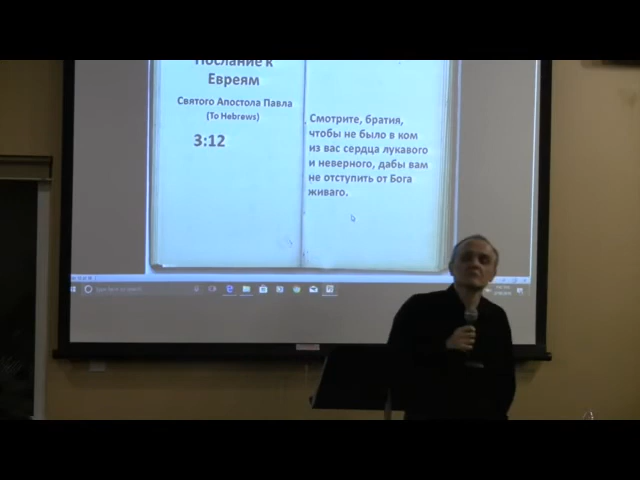 Послание к
Евреям
Святого Апостола Павла
(To Hebrews)
3:12
Смотрите, братия,
чтобы не было в ком
из вас сердца лукавого
и неверного, дабы вам
не отступить от Бога
живаго.